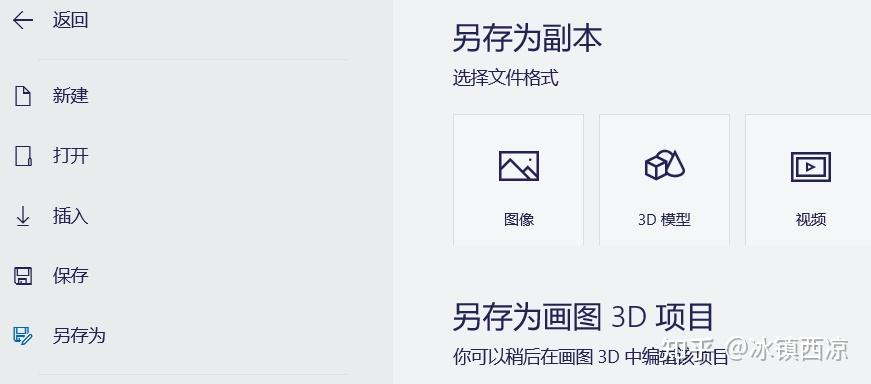 返回
新建
打开
插入
保存
另存为
另存为副本
选择文件格式
图像
3D 模型
视频
另存为画图 3D 项目
你可以稍后在画图 3D 中编辑该项目
知乎 @冰镇西凉